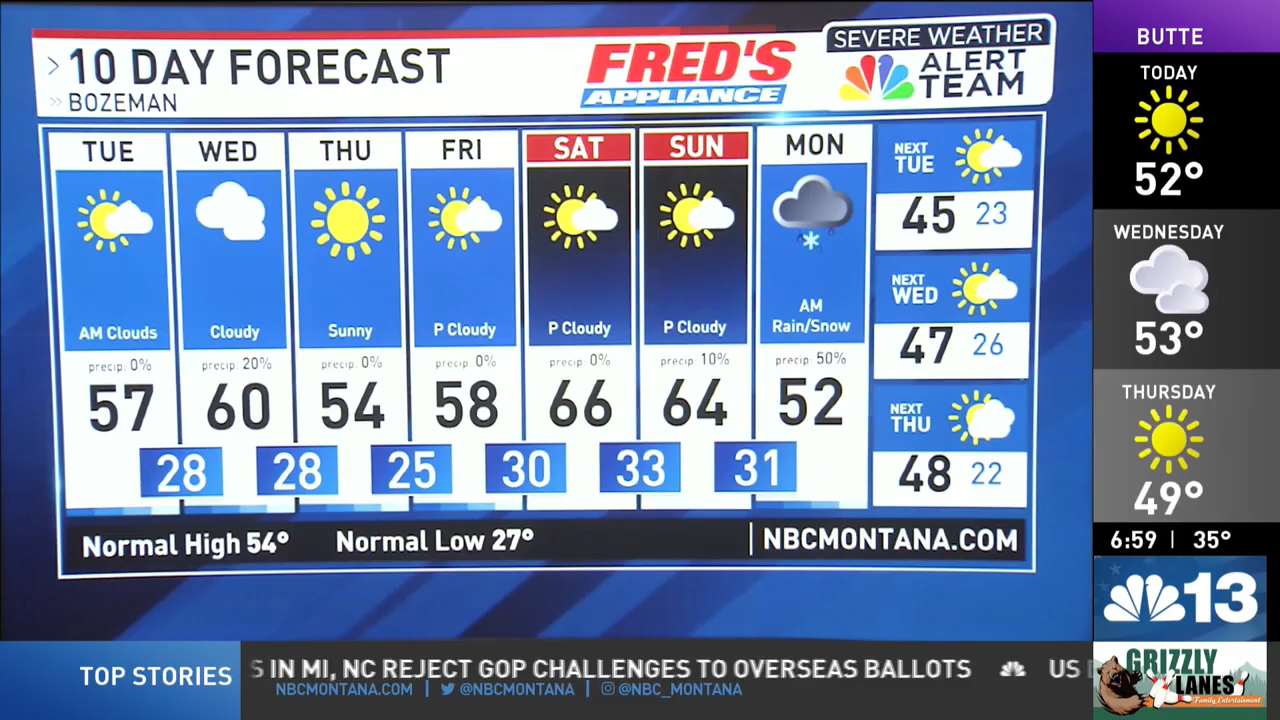 10 DAY FORECAST
BOZEMAN
FRED'S
APPLIANCE
SEVERE WEATHER
ALERT
TEAM
TUE
AM Clouds
precip: 0%
57
WED
Cloudy
precip: 20%
60
THU
Sunny
precip: 0%
54
FRI
P Cloudy
precip: 0%
58
SAT
P Cloudy
precip: 0%
66
SUN
P Cloudy
precip: 10%
64
MON
AM
Rain/Snow
precip: 50%
52
28
28
25
30
33
31
NEXT
TUE
45 23
NEXT
WED
47 26
NEXT
THU
48 22
Normal High 54° Normal Low 27°
NBCMONTANA.COM
BUTTE
TODAY
52°
WEDNESDAY
53°
THURSDAY
49°
6:59 | 35°
13
GRIZZLY
LANES
Family Entertainment
TOP STORIES
S IN MI, NC REJECT GOP CHALLENGES TO OVERSEAS BALLOTS US
NBCMONTANA.COM | @NBCMONTANA | @NBC_MONTANA